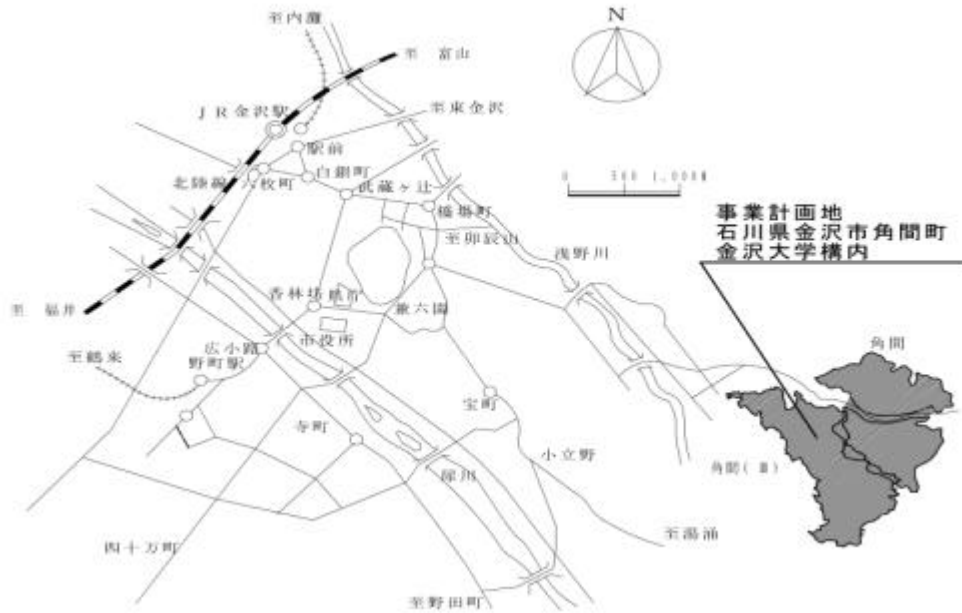 至内灘
N
至 富山
JR金沢駅
至東金沢
駅前
北陸線
六枚町
白銀町
武蔵ヶ辻
0 500 1,000M
橋場町
事業計画地
石川県金沢市角間町
金沢大学構内
至卯辰山
浅野川
香林坊
県庁
兼六園
至 福井
市役所
広小路
至鶴来
野町駅
角間
宝町
寺町
小立野
犀川
角間(Ⅱ)
至湯涌
四十万町
至野田町